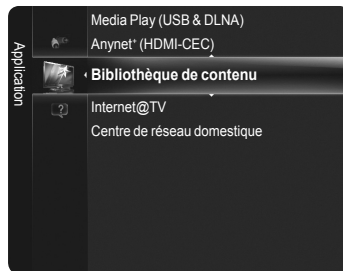 Application
Media Play (USB & DLNA)
Anynet⁺ (HDMI-CEC)
Bibliothèque de contenu
Internet@TV
Centre de réseau domestique